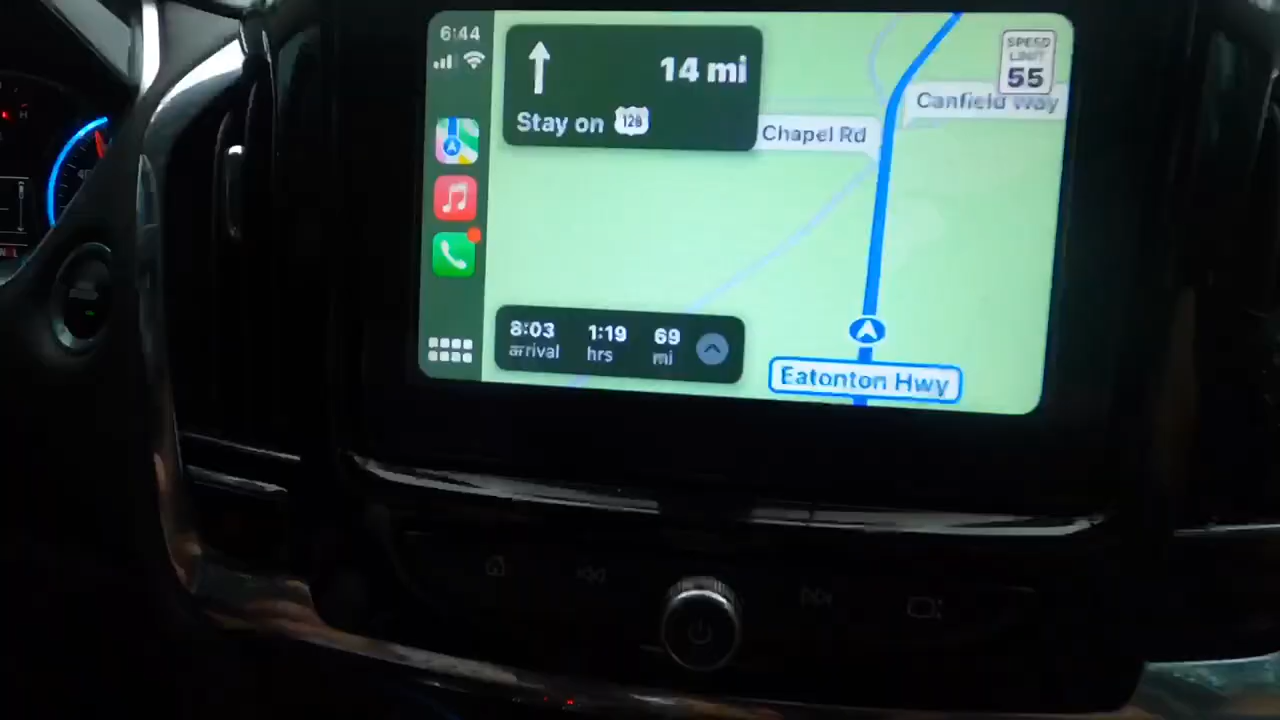 6:44
14 mi
Stay on 129
SPEED
LIMIT
55
Canfield Way
Chapel Rd
8:03 1:19 69
arrival hrs mi
Eatonton Hwy
H